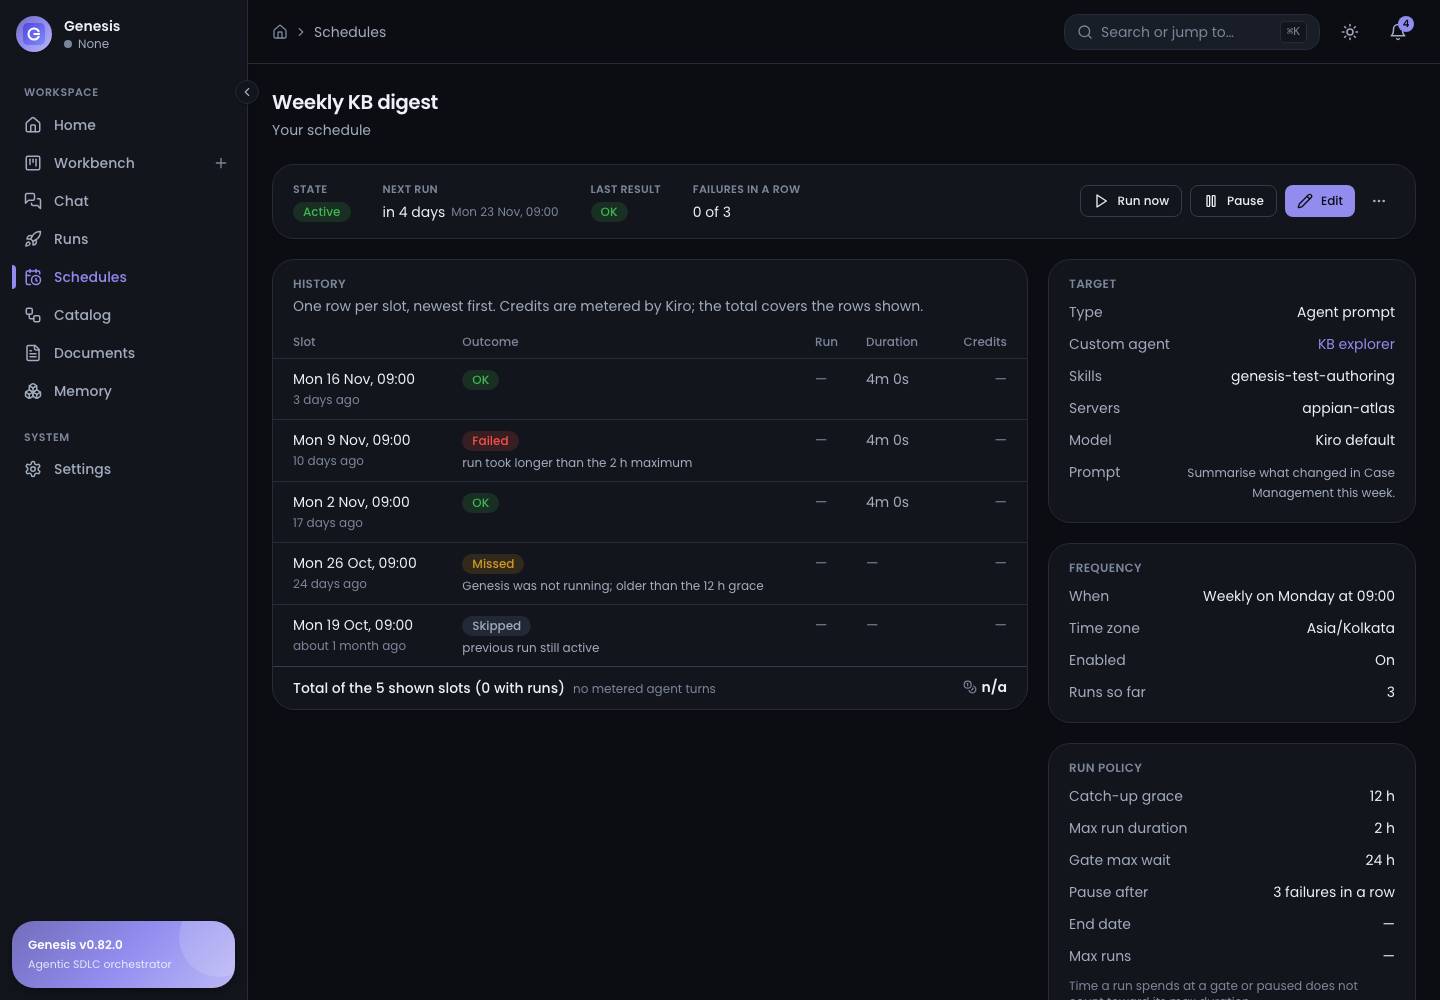 Genesis
None
WORKSPACE
Home
Workbench
Chat
Runs
Schedules
Catalog
Documents
Memory
SYSTEM
Settings
Genesis v0.82.0
Agentic SDLC orchestrator
Schedules
Search or jump to…
⌘K
4
Weekly KB digest
Your schedule
STATE
Active
NEXT RUN
in 4 days Mon 23 Nov, 09:00
LAST RESULT
OK
FAILURES IN A ROW
0 of 3
Run now
Pause
Edit
HISTORY
One row per slot, newest first. Credits are metered by Kiro; the total covers the rows shown.
Slot Outcome Run Duration Credits
Mon 16 Nov, 09:00 OK — 4m 0s —
3 days ago
Mon 9 Nov, 09:00 Failed — 4m 0s —
10 days ago run took longer than the 2 h maximum
Mon 2 Nov, 09:00 OK — 4m 0s —
17 days ago
Mon 26 Oct, 09:00 Missed — — —
24 days ago Genesis was not running; older than the 12 h grace
Mon 19 Oct, 09:00 Skipped — — —
about 1 month ago previous run still active
Total of the 5 shown slots (0 with runs) no metered agent turns n/a
TARGET
Type Agent prompt
Custom agent KB explorer
Skills genesis-test-authoring
Servers appian-atlas
Model Kiro default
Prompt Summarise what changed in Case
Management this week.
FREQUENCY
When Weekly on Monday at 09:00
Time zone Asia/Kolkata
Enabled On
Runs so far 3
RUN POLICY
Catch-up grace 12 h
Max run duration 2 h
Gate max wait 24 h
Pause after 3 failures in a row
End date —
Max runs —
Time a run spends at a gate or paused does not
count toward its max duration.